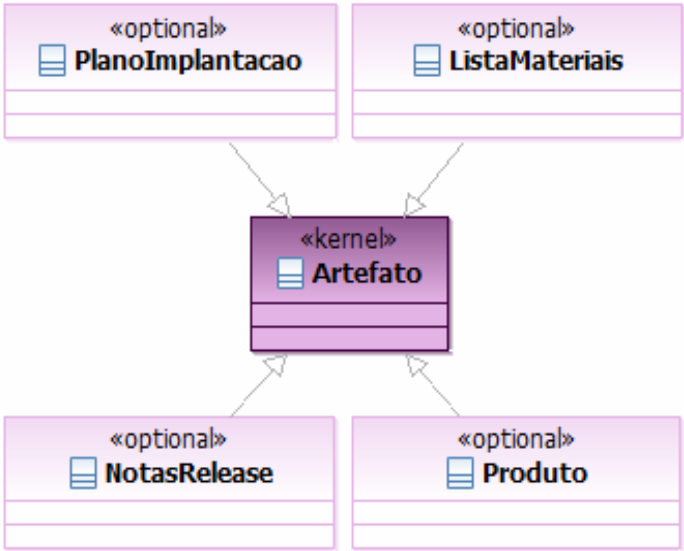 «optional»
PlanoImplantacao
«optional»
ListaMateriais
«kernel»
Artefato
«optional»
NotasRelease
«optional»
Produto